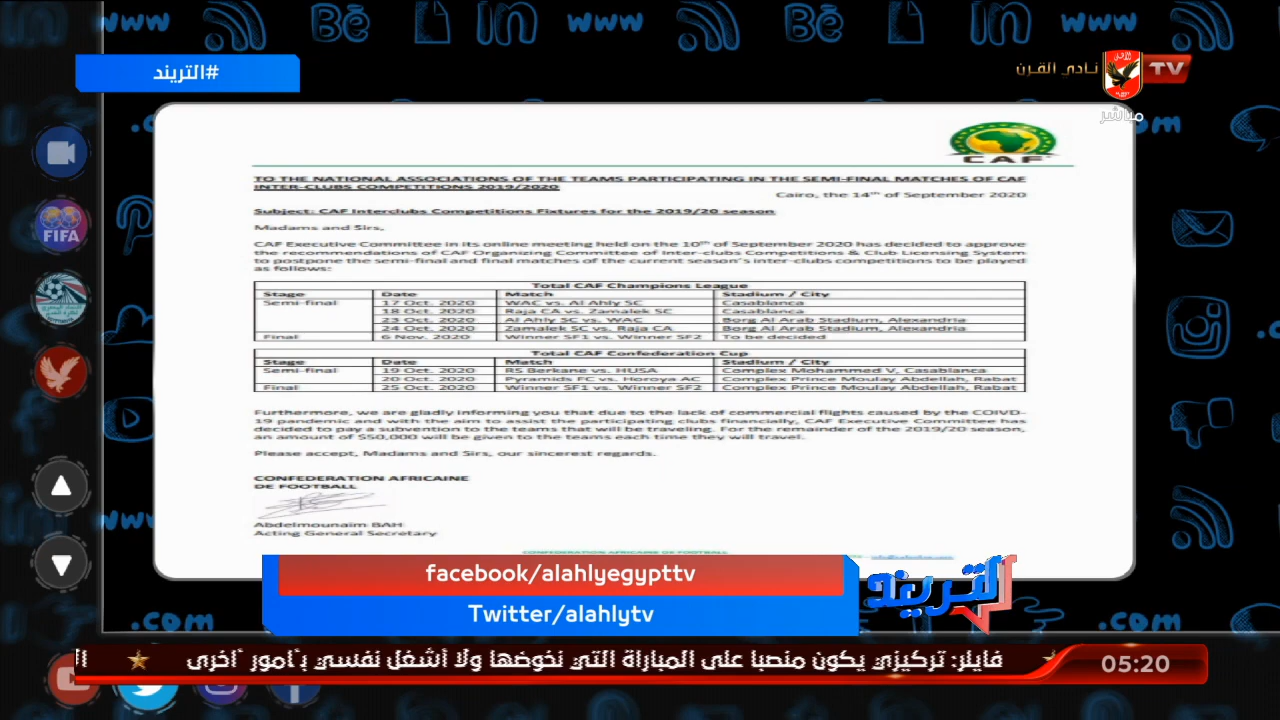 #التريند
نادي القرن
TV
مباشر
FIFA
CAF
TO THE NATIONAL ASSOCIATIONS OF THE TEAMS PARTICIPATING IN THE SEMI-FINAL MATCHES OF CAF
INTER-CLUBS COMPETITIONS 2019/2020
Cairo, the 14th of September 2020
Subject: CAF Interclubs Competitions Fixtures for the 2019/20 season
Madams and Sirs,
CAF Executive Committee in its online meeting held on the 10th of September 2020 has decided to approve
the recommendations of CAF Organizing Committee of Inter-clubs Competitions & Club Licensing System
to postpone the semi-final and final matches of the current season's inter-clubs competitions to be played
as follows:
Total CAF Champions League
Stage Date Match Stadium / City
Semi-final 17 Oct. 2020 WAC vs. Al Ahly SC Casablanca
18 Oct. 2020 Raja CA vs. Zamalek SC Casablanca
23 Oct. 2020 Al Ahly SC vs. WAC Borg Al Arab Stadium, Alexandria
24 Oct. 2020 Zamalek SC vs. Raja CA Borg Al Arab Stadium, Alexandria
Final 6 Nov. 2020 Winner SF1 vs. Winner SF2 To be decided
Total CAF Confederation Cup
Stage Date Match Stadium / City
Semi-final 19 Oct. 2020 RS Berkane vs. HUSA Complex Mohammed V, Casablanca
20 Oct. 2020 Pyramids FC vs. Horoya AC Complex Prince Moulay Abdellah, Rabat
Final 25 Oct. 2020 Winner SF1 vs. Winner SF2 Complex Prince Moulay Abdellah, Rabat
Furthermore, we are gladly informing you that due to the lack of commercial flights caused by the COIVD-
19 pandemic and with the aim to assist the participating clubs financially, CAF Executive Committee has
decided to pay a subvention to the teams that will be traveling. For the remainder of the 2019/20 season,
an amount of $50,000 will be given to the teams each time they will travel.
Please accept, Madams and Sirs, our sincerest regards.
CONFEDERATION AFRICAINE
DE FOOTBALL
Abdelmounaim BAH
Acting General Secretary
CONFEDERATION AFRICAINE DE FOOTBALL
facebook/alahlyegypttv
Twitter/alahlytv
التريند
فايلر: تركيزي يكون منصبا على المباراة التي نخوضها ولا أشغل نفسي بأمور أخرى
05:20